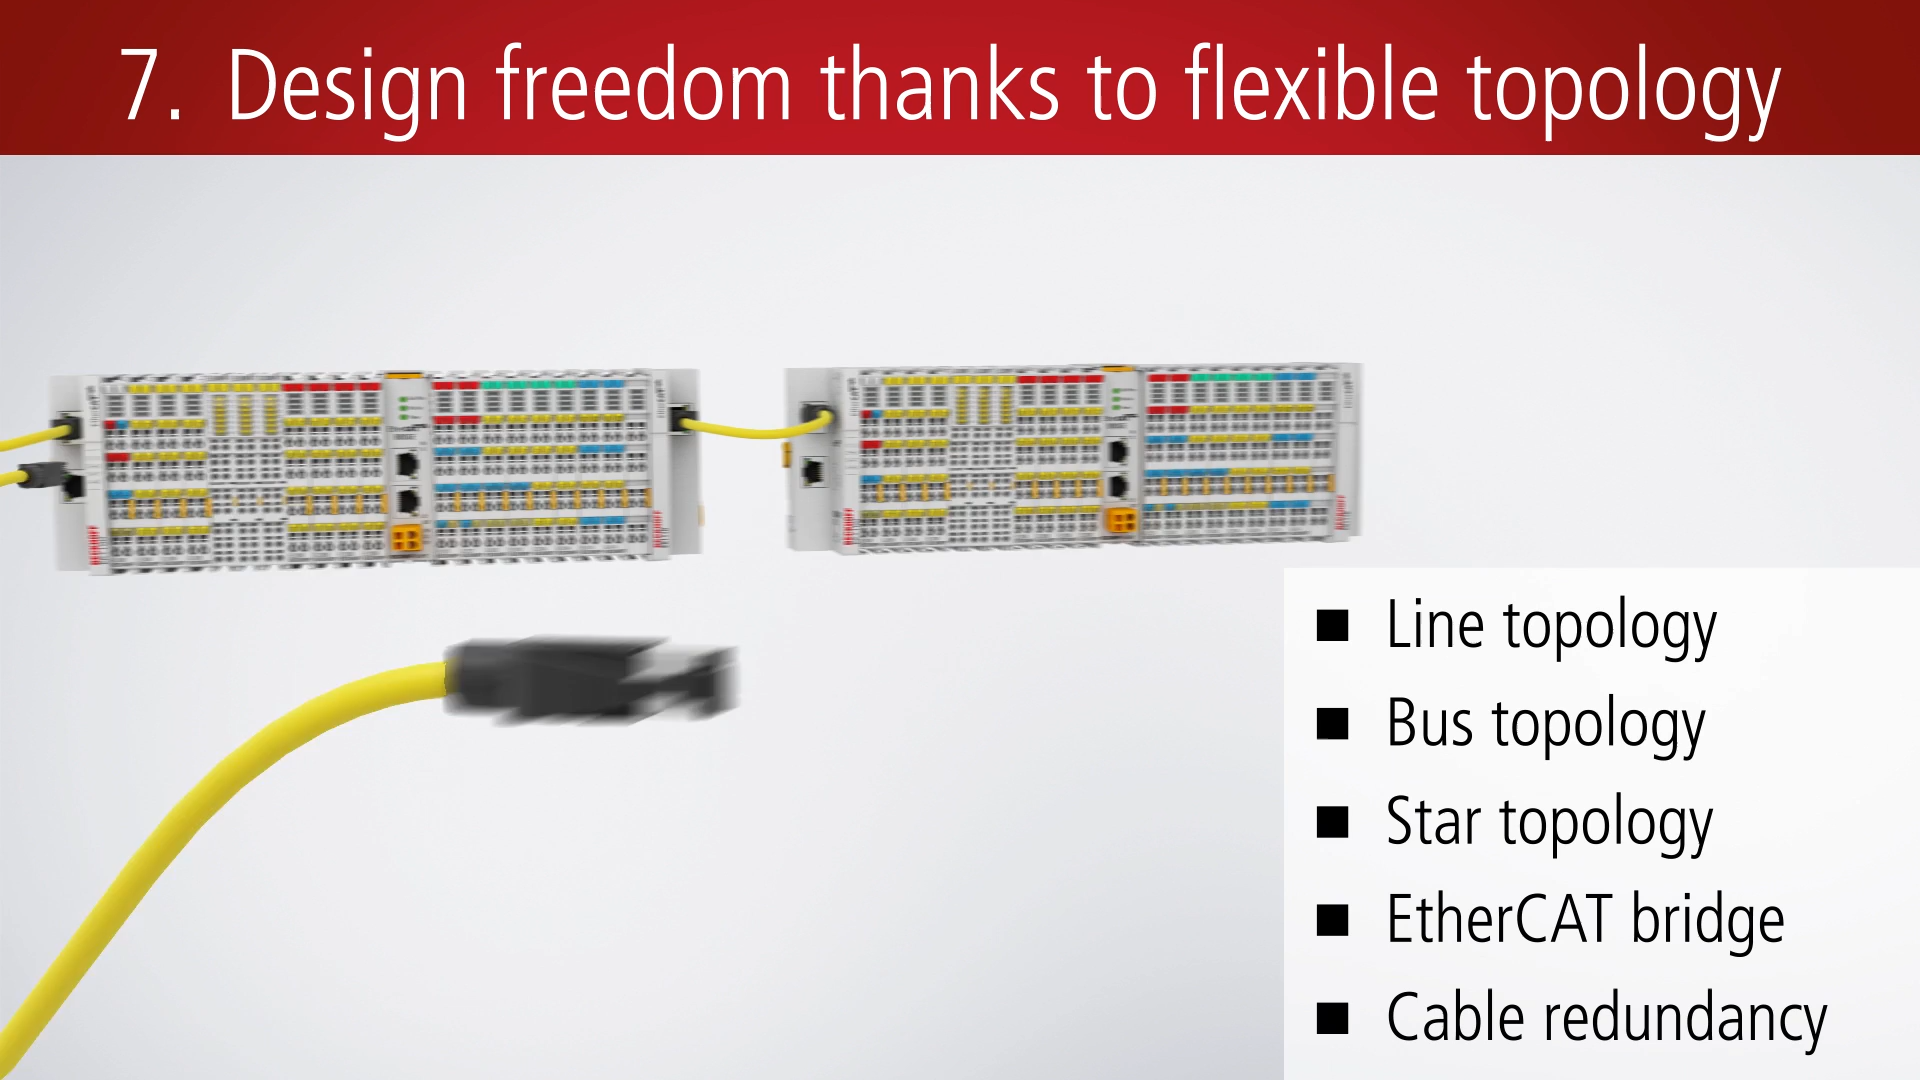 7. Design freedom thanks to flexible topology
■ Line topology
■ Bus topology
■ Star topology
■ EtherCAT bridge
■ Cable redundancy